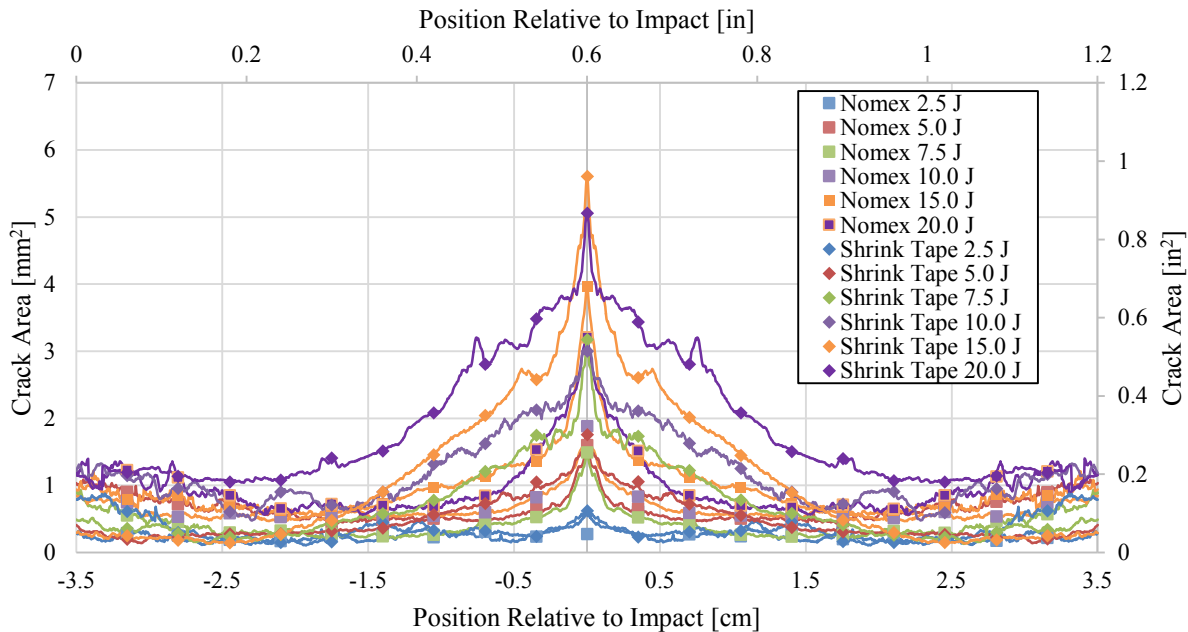 Position Relative to Impact [in]
0 0.2 0.4 0.6 0.8 1 1.2
7 1.2
6 1
5 0.8
4 0.6
3 0.4
2 0.2
1 0
0
Crack Area [mm²]
Crack Area [in²]
Nomex 2.5 J
Nomex 5.0 J
Nomex 7.5 J
Nomex 10.0 J
Nomex 15.0 J
Nomex 20.0 J
Shrink Tape 2.5 J
Shrink Tape 5.0 J
Shrink Tape 7.5 J
Shrink Tape 10.0 J
Shrink Tape 15.0 J
Shrink Tape 20.0 J
-3.5 -2.5 -1.5 -0.5 0.5 1.5 2.5 3.5
Position Relative to Impact [cm]